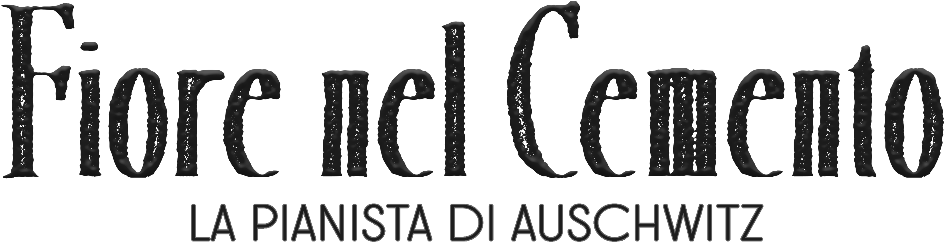 Fiore nel Cemento
LA PIANISTA DI AUSCHWITZ